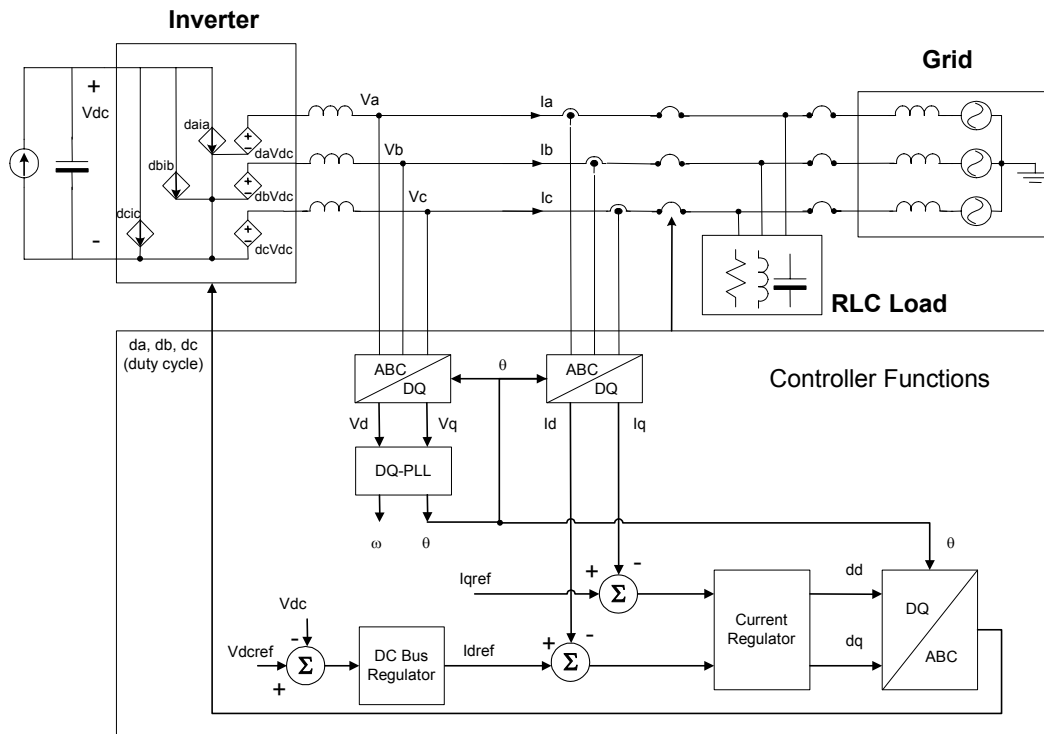 Inverter
Grid
+
Vdc
-
daia
dbib
dcic
+
-
daVdc
+
-
dbVdc
+
-
dcVdc
Va
Vb
Vc
Ia
Ib
Ic
RLC Load
da, db, dc
(duty cycle)
Controller Functions
ABC
DQ
θ
ABC
DQ
Vd
Vq
Id
Iq
DQ-PLL
ω
θ
θ
Iqref
+
-
Σ
dd
Vdc
-
Vdcref
+
Σ
DC Bus
Regulator
Idref
+
-
Σ
Current
Regulator
dq
DQ
ABC